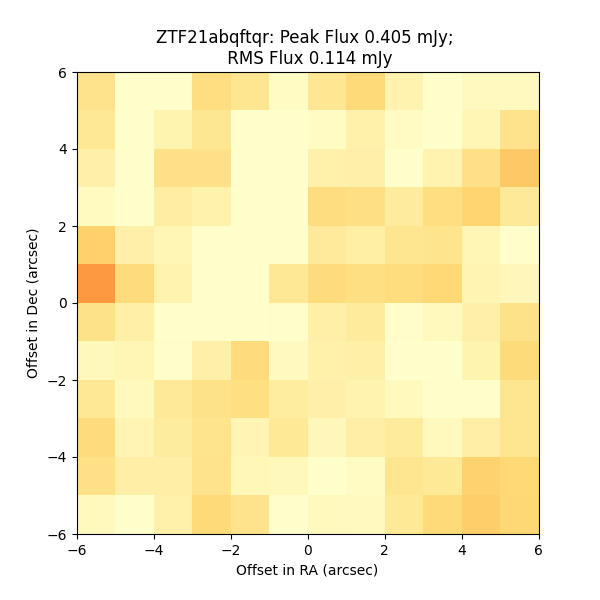 ZTF21abqftqr: Peak Flux 0.405 mJy;
RMS Flux 0.114 mJy
6
4
2
0
−2
−4
−6
Offset in Dec (arcsec)
−6 −4 −2 0 2 4 6
Offset in RA (arcsec)